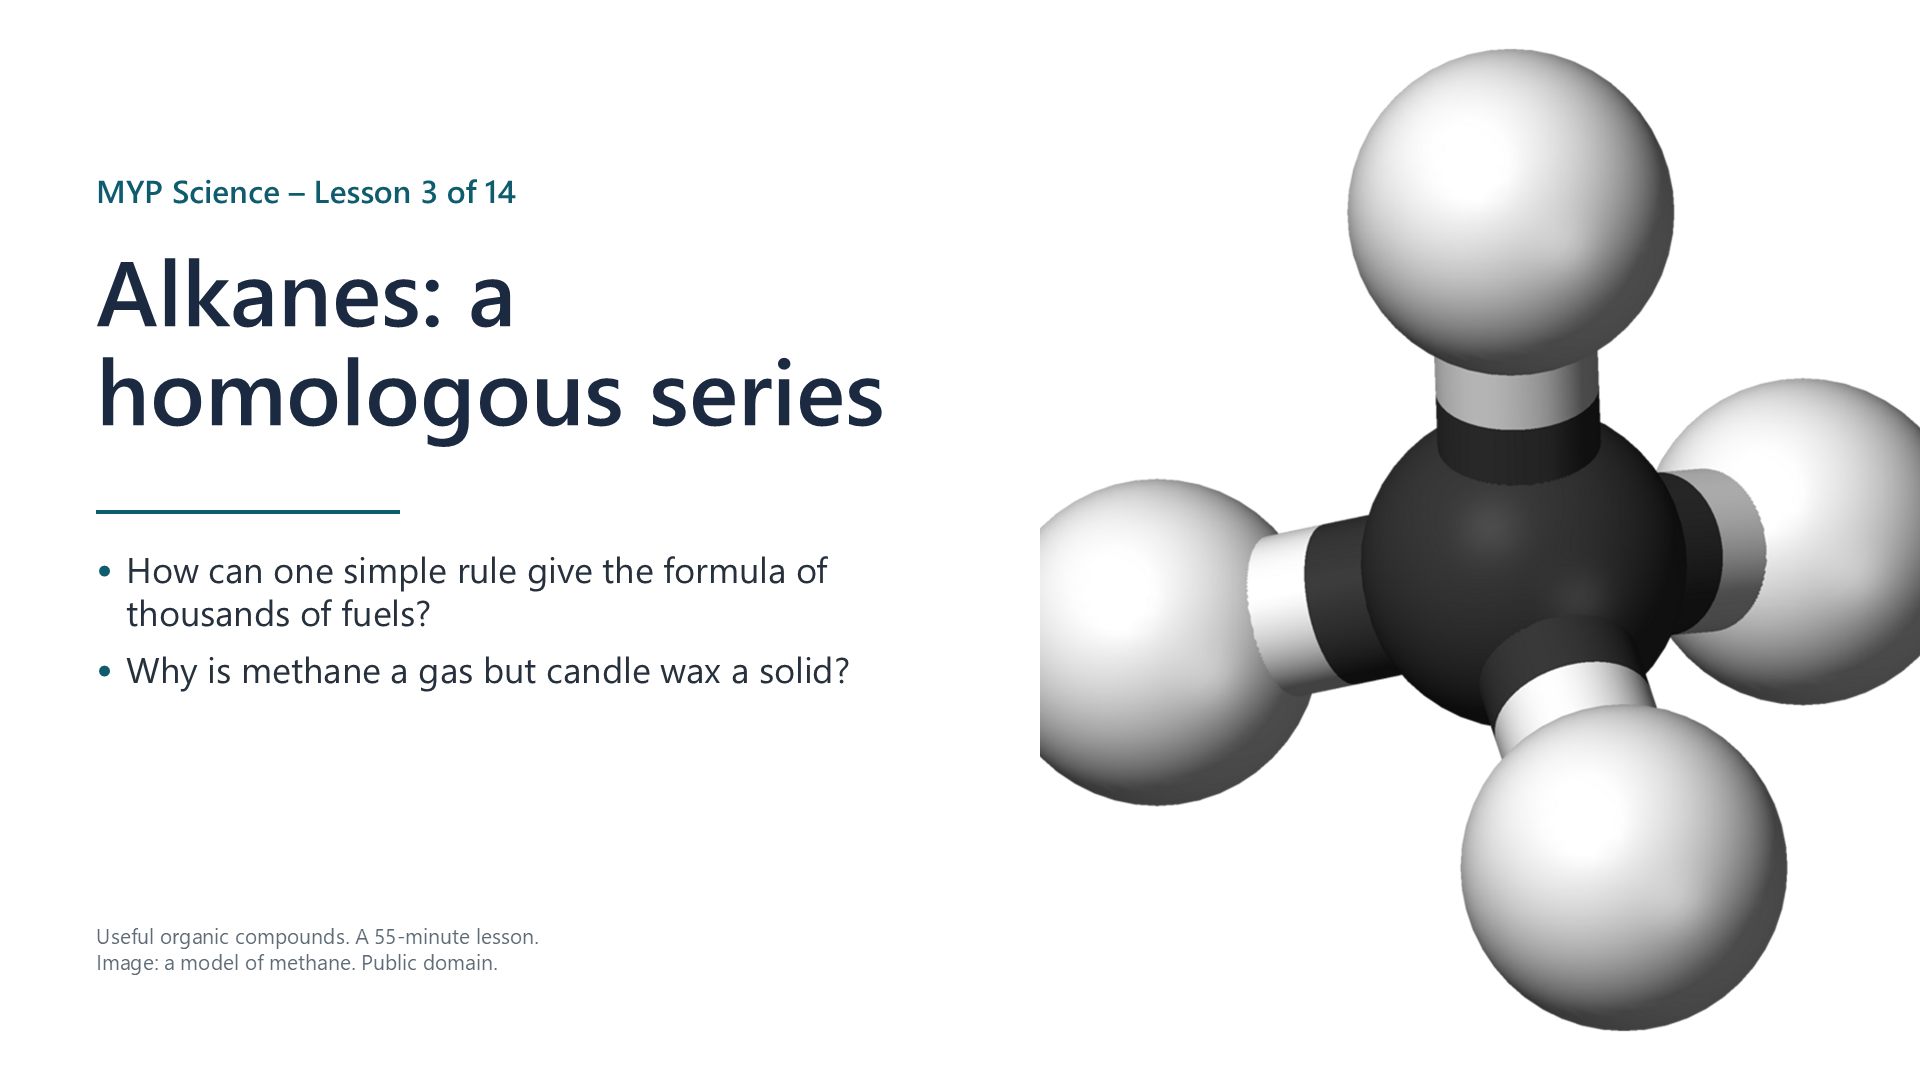 MYP Science – Lesson 3 of 14
Alkanes: a
homologous series
• How can one simple rule give the formula of
thousands of fuels?
• Why is methane a gas but candle wax a solid?
Useful organic compounds. A 55-minute lesson.
Image: a model of methane. Public domain.